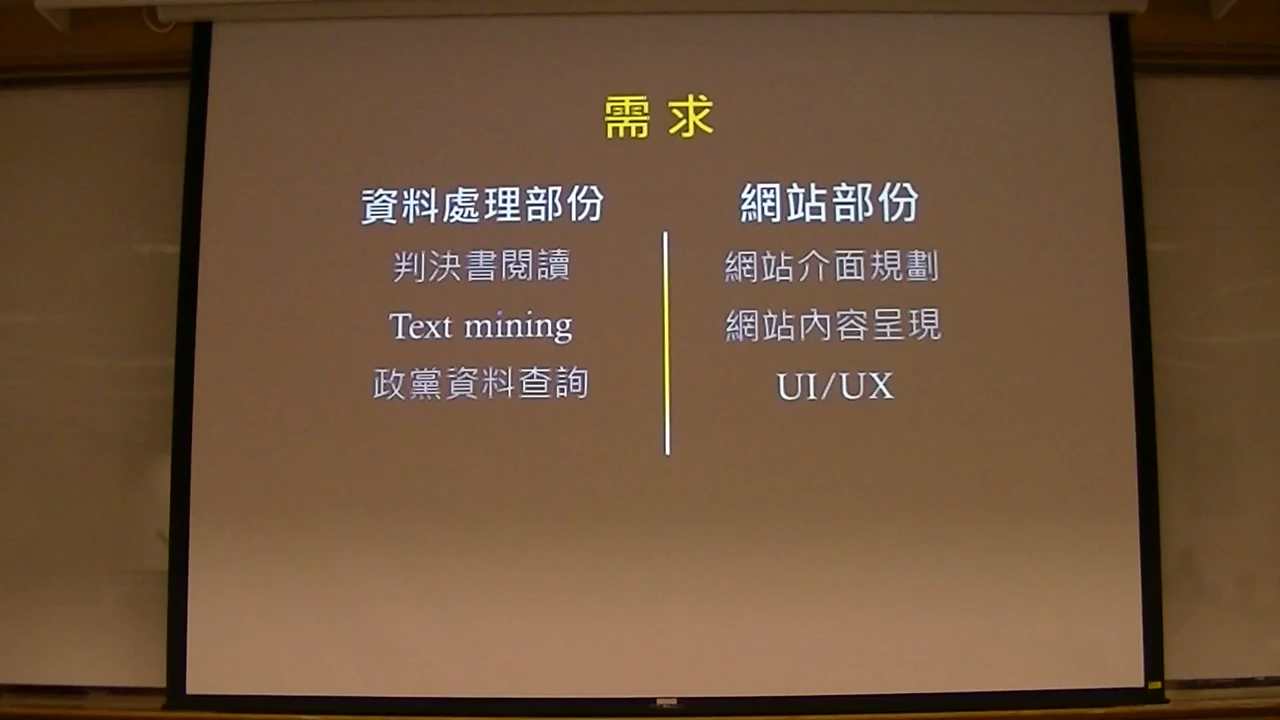 需求
資料處理部份
判決書閱讀
Text mining
政黨資料查詢
網站部份
網站介面規劃
網站內容呈現
UI/UX